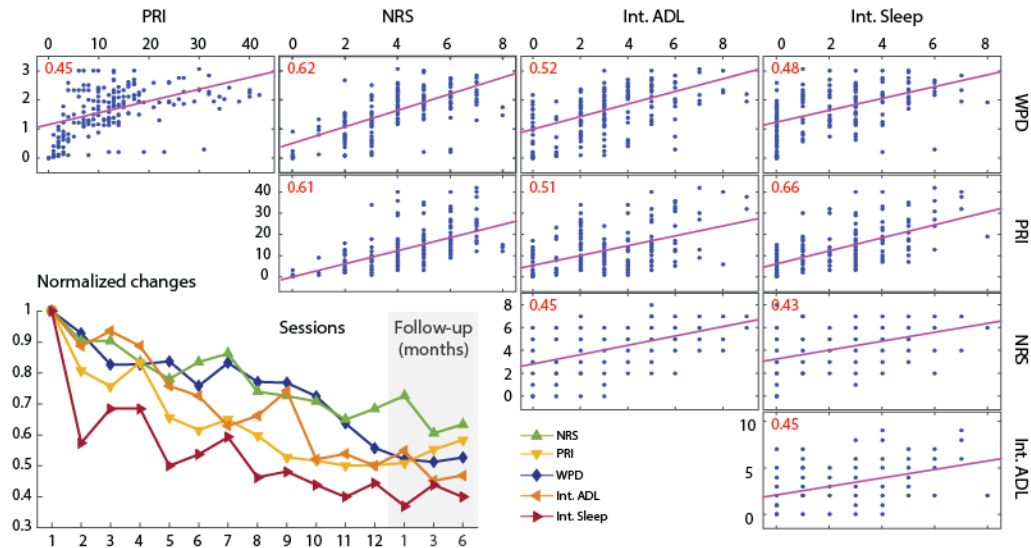 PRI NRS Int. ADL Int. Sleep
0 10 20 30 40 0 2 4 6 8 0 2 4 6 8 0 2 4 6 8
0.45 0.62 0.52 0.48
3
2
1
0
WPD
0.61 0.51 0.66
40
30
20
10
0
PRI
Normalized changes
0.45 0.43
8
6
4
2
0
NRS
Sessions
Follow-up
(months)
1
0.9
0.8
0.7
0.6
0.5
0.4
0.3
1 2 3 4 5 6 7 8 9 10 11 12 1 3 6
NRS
PRI
WPD
Int. ADL
Int. Sleep
0.45
10
5
0
Int. ADL